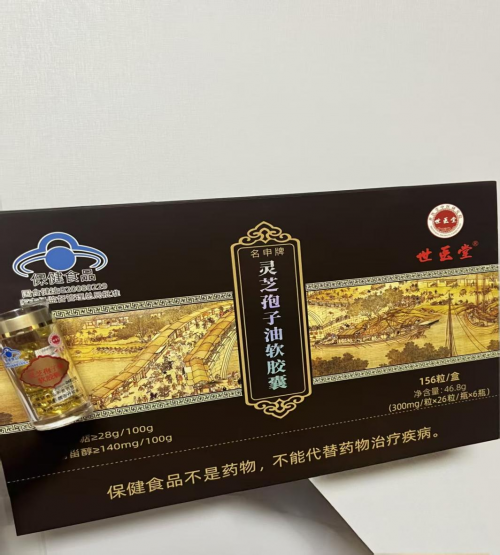 保健食品
名申牌
灵芝孢子油软胶囊
世医堂
世医堂®
156粒/盒
净含量:46.8g
(300mg/粒×26粒/瓶×6瓶)
≥28g/100g
醇≥140mg/100g
保健食品不是药物，不能代替药物治疗疾病。